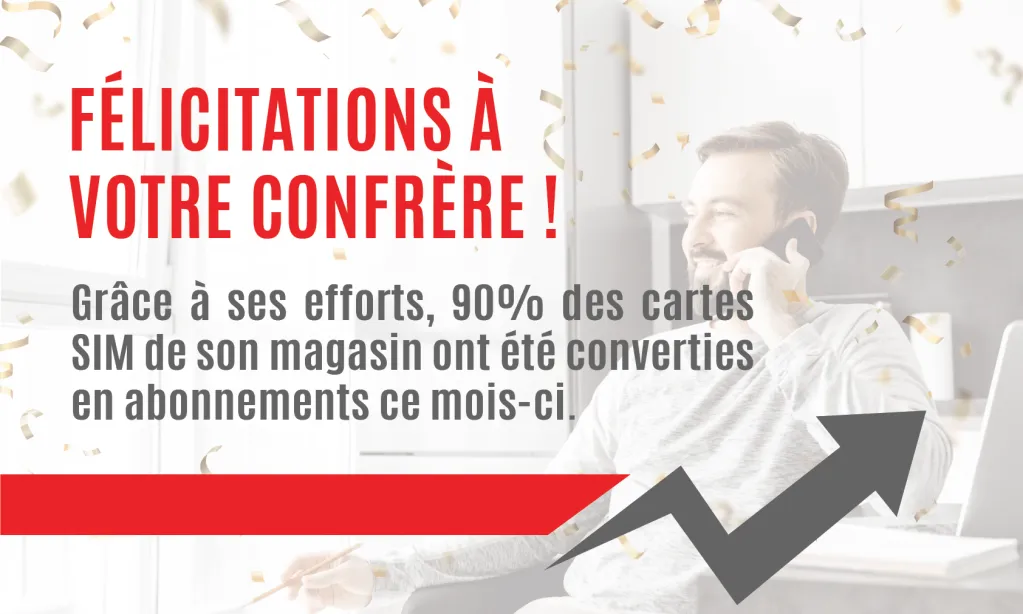 FÉLICITATIONS À
VOTRE CONFRÈRE !
Grâce à ses efforts, 90% des cartes
SIM de son magasin ont été converties
en abonnements ce mois-ci.